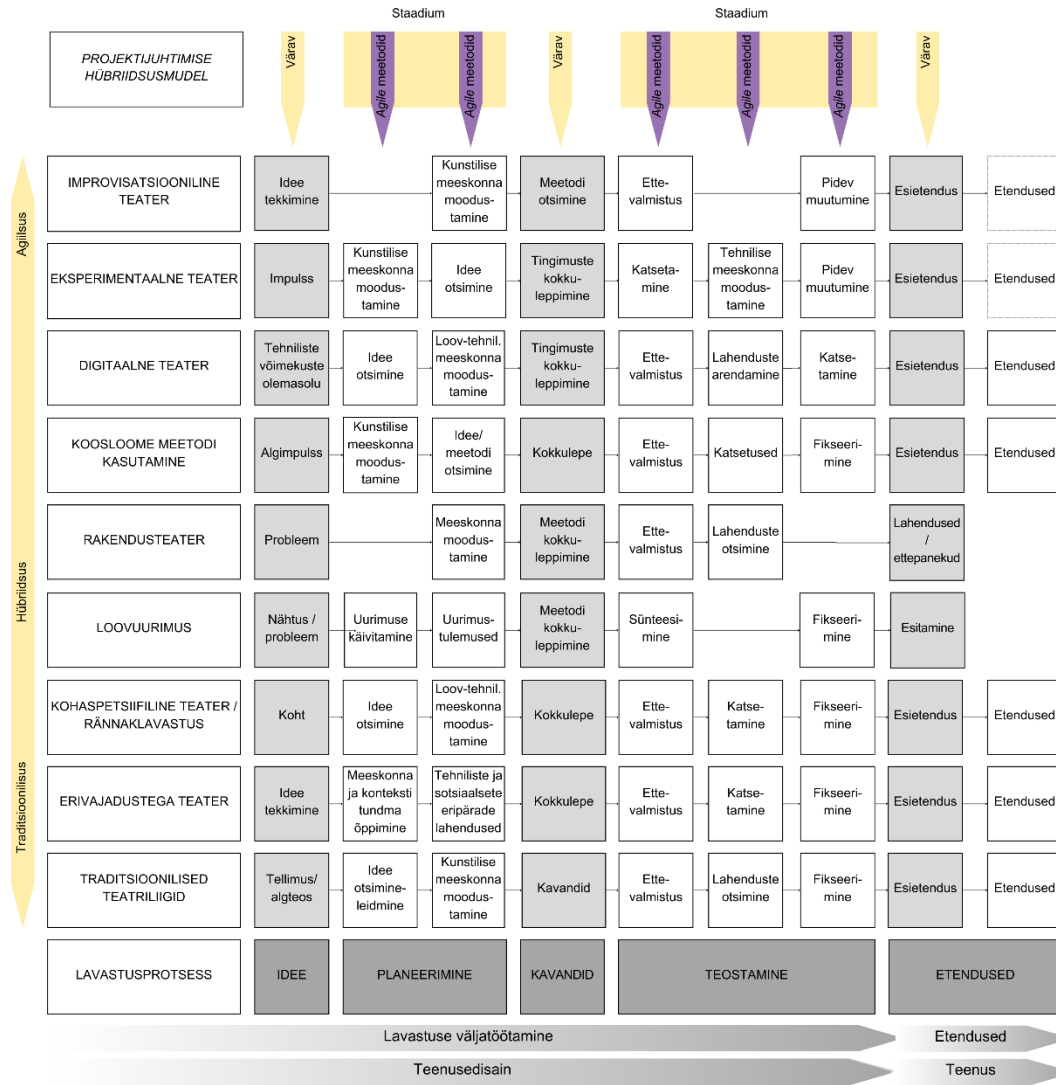 Staadium
Staadium
PROJEKTIJUHTIMISE
HÜBRIIDSUSMUDEL
Värav
Agile meetodid
Agile meetodid
Värav
Agile meetodid
Agile meetodid
Agile meetodid
Värav
Agiilsus
Hübriidsus
Traditsioonilisus
IMPROVISATSIOONILINE
TEATER
Idee
tekkimine
Kunstilise
meeskonna
moodus-
tamine
Meetodi
otsimine
Ette-
valmistus
Pidev
muutumine
Esietendus
Etendused
EKSPERIMENTAALNE TEATER
Impulss
Kunstilise
meeskonna
moodus-
tamine
Idee
otsimine
Tingimuste
kokku-
leppimine
Katseta-
mine
Tehnilise
meeskonna
moodus-
tamine
Pidev
muutumine
Esietendus
Etendused
DIGITAALNE TEATER
Tehniliste
võimekuste
olemasolu
Idee
otsimine
Loov-tehnil.
meeskonna
moodus-
tamine
Tingimuste
kokku-
leppimine
Ette-
valmistus
Lahenduste
arendamine
Katse-
tamine
Esietendus
Etendused
KOOSLOOME MEETODI
KASUTAMINE
Algimpulss
Kunstilise
meeskonna
moodus-
tamine
Idee/
meetodi
otsimine
Kokkulepe
Ette-
valmistus
Katsetused
Fikseeri-
mine
Esietendus
Etendused
RAKENDUSTEATER
Probleem
Meeskonna
moodus-
tamine
Meetodi
kokku-
leppimine
Ette-
valmistus
Lahenduste
otsimine
Lahendused
/
ettepanekud
LOOVUURIMUS
Nähtus /
probleem
Uurimuse
käivitamine
Uurimus-
tulemused
Meetodi
kokku-
leppimine
Sünteesi-
mine
Fikseeri-
mine
Esitamine
KOHASPETSIIFILINE TEATER /
RÄNNAKLAVASTUS
Koht
Idee
otsimine
Loov-tehnil.
meeskonna
moodus-
tamine
Kokkulepe
Ette-
valmistus
Katse-
tamine
Fikseeri-
mine
Esietendus
Etendused
ERIVAJADUSTEGA TEATER
Idee
tekkimine
Meeskonna
ja konteksti
tundma
õppimine
Tehniliste ja
sotsiaalsete
eripärade
lahendused
Kokkulepe
Ette-
valmistus
Katse-
tamine
Fikseeri-
mine
Esietendus
Etendused
TRADITSIOONILISED
TEATRILIIGID
Tellimus/
algteos
Idee
otsimine-
leidmine
Kunstilise
meeskonna
moodus-
tamine
Kavandid
Ette-
valmistus
Lahenduste
otsimine
Fikseeri-
mine
Esietendus
Etendused
LAVASTUSPROTSESS
IDEE
PLANEERIMINE
KAVANDID
TEOSTAMINE
ETENDUSED
Lavastuse väljatöötamine
Etendused
Teenusedisain
Teenus